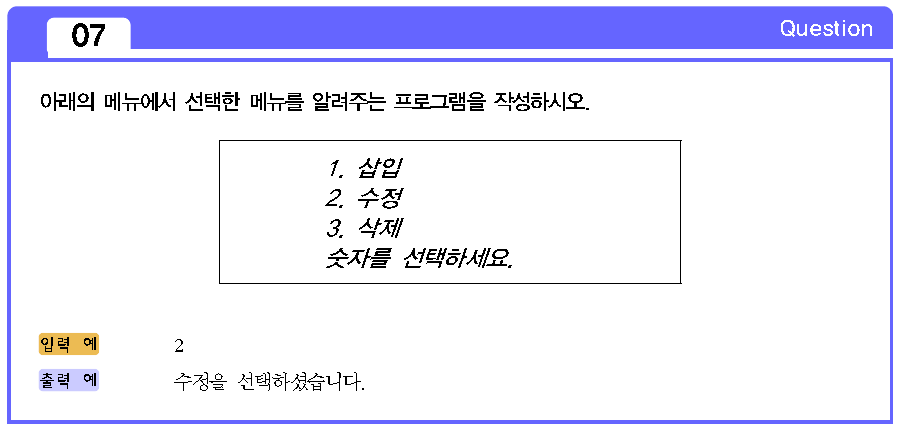 07
Question
아래의 메뉴에서 선택한 메뉴를 알려주는 프로그램을 작성하시오.
1. 삽입
2. 수정
3. 삭제
숫자를 선택하세요.
입력 예 2
출력 예 수정을 선택하셨습니다.